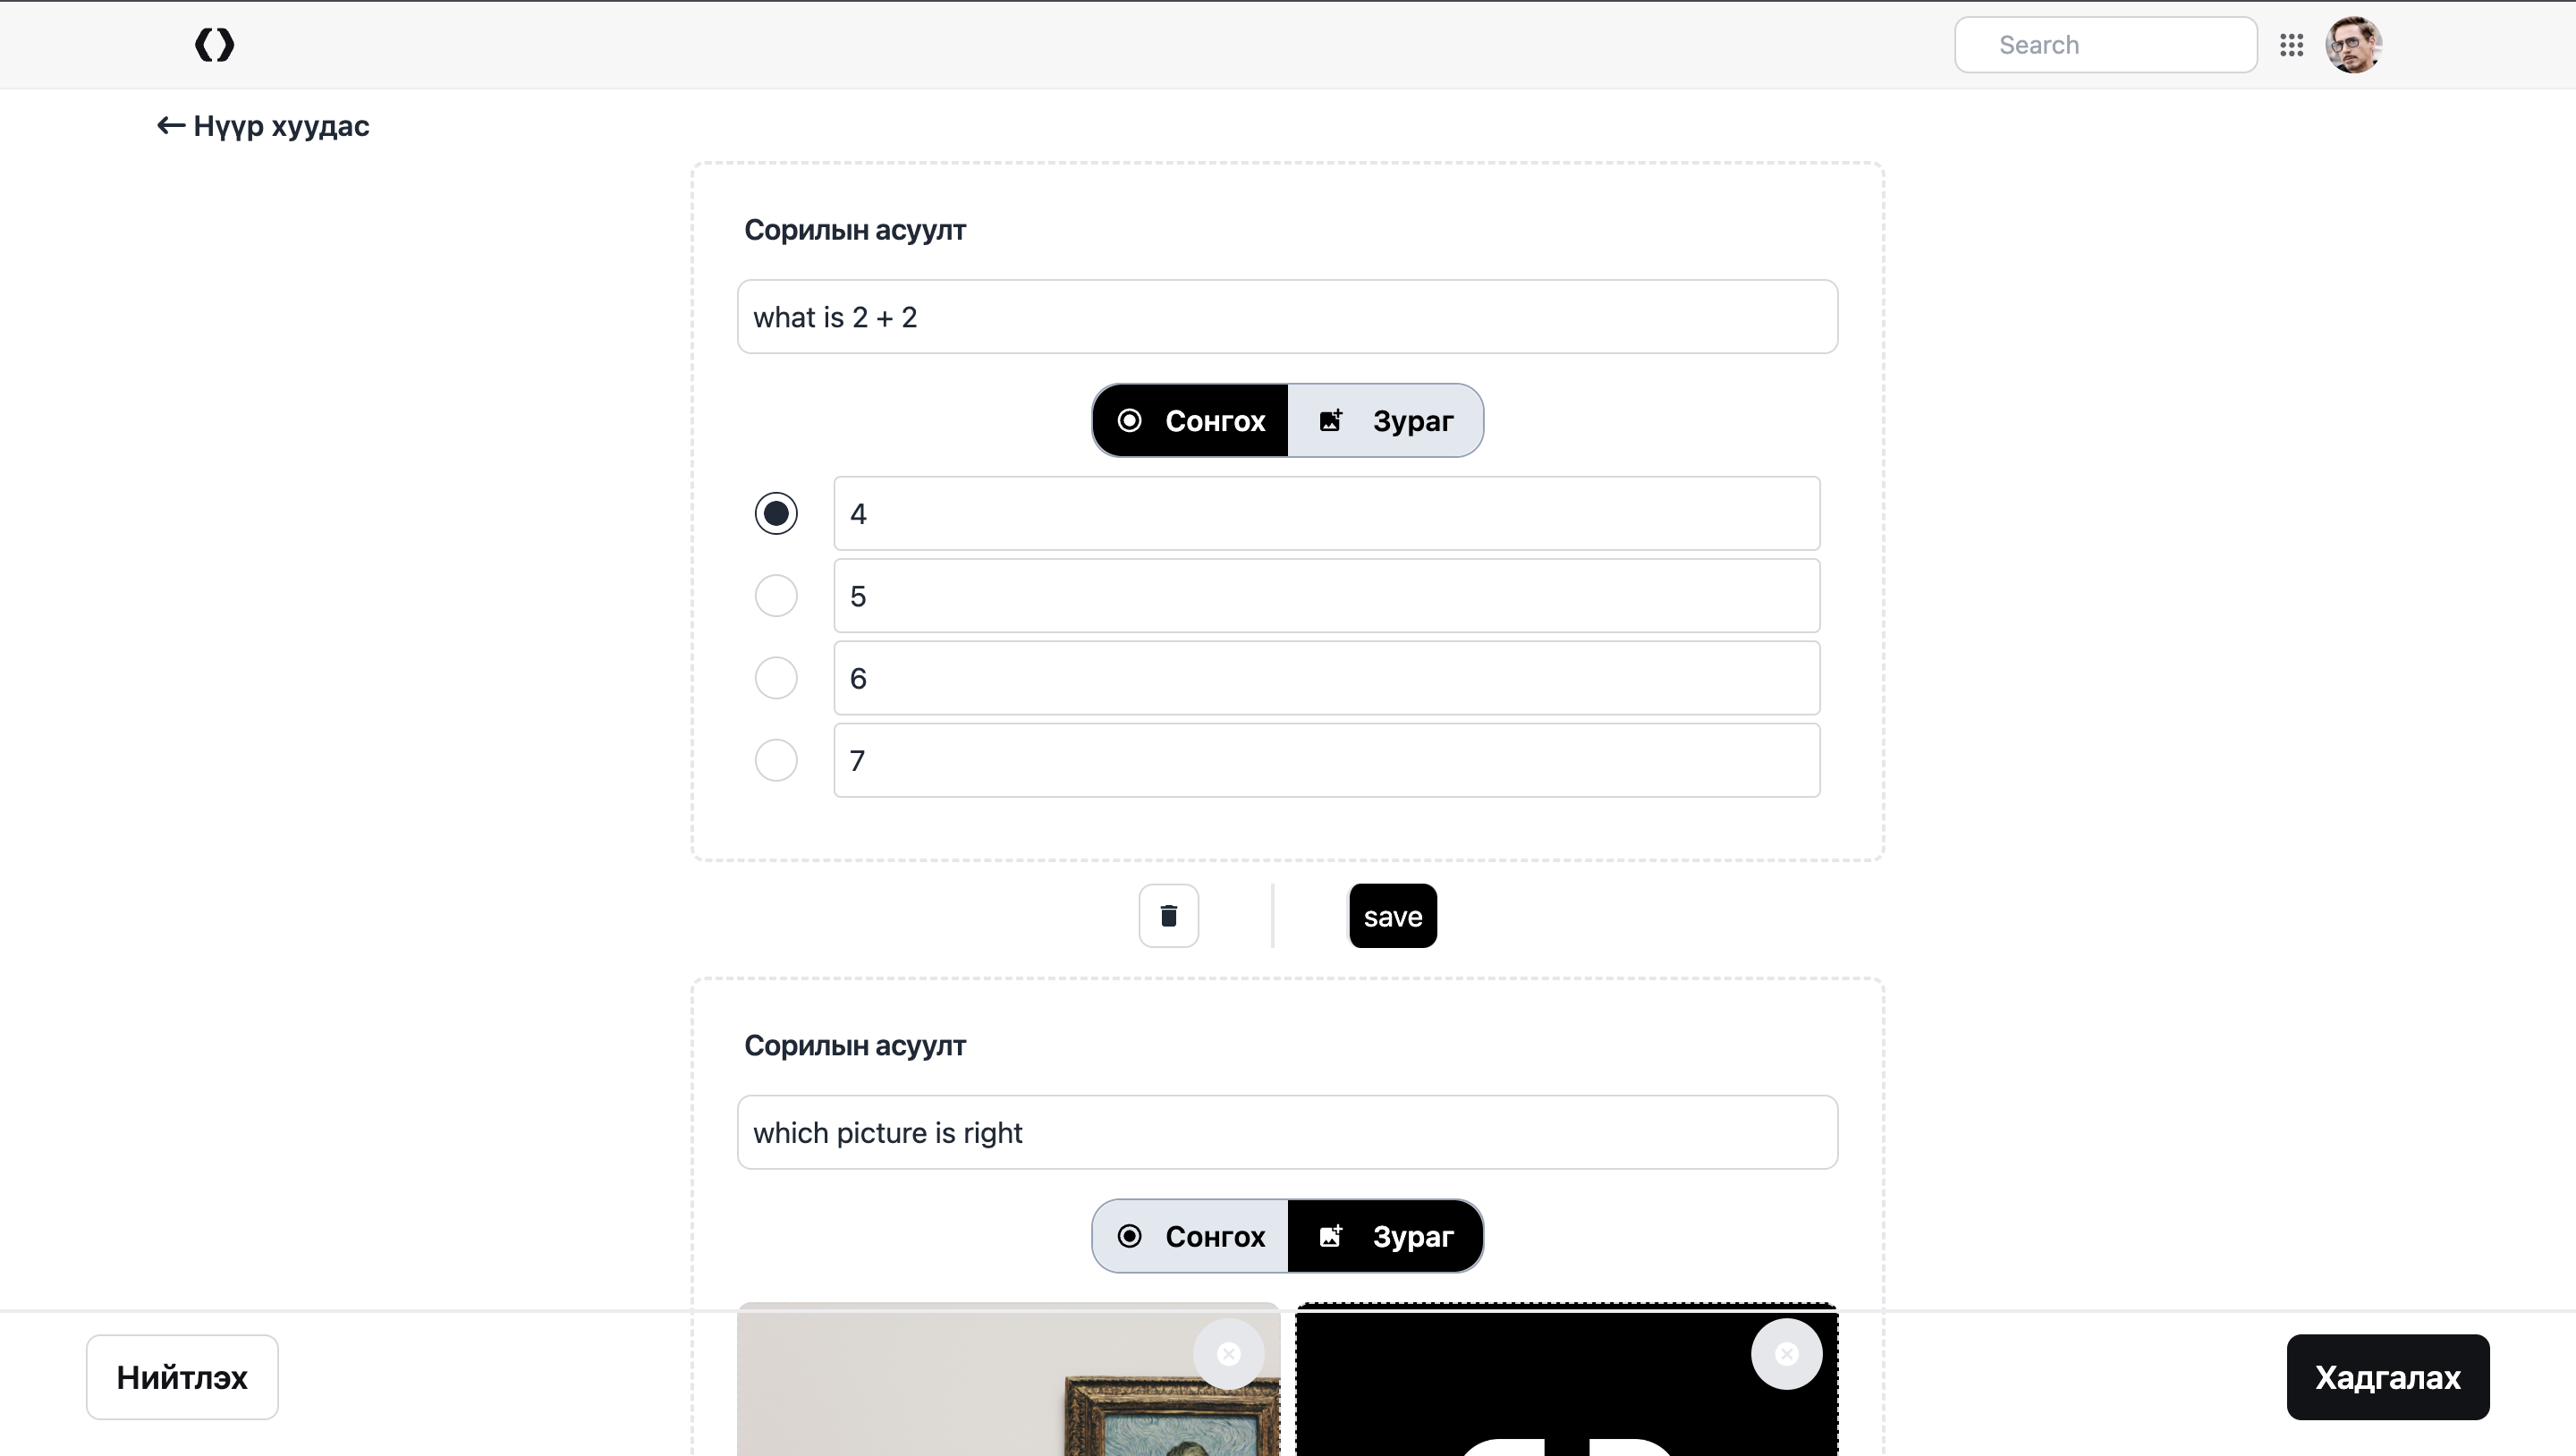 Search
← Нүүр хуудас
Сорилын асуулт
what is 2 + 2
Сонгох
Зураг
4
5
6
7
save
Сорилын асуулт
which picture is right
Сонгох
Зураг
Нийтлэх
Хадгалах